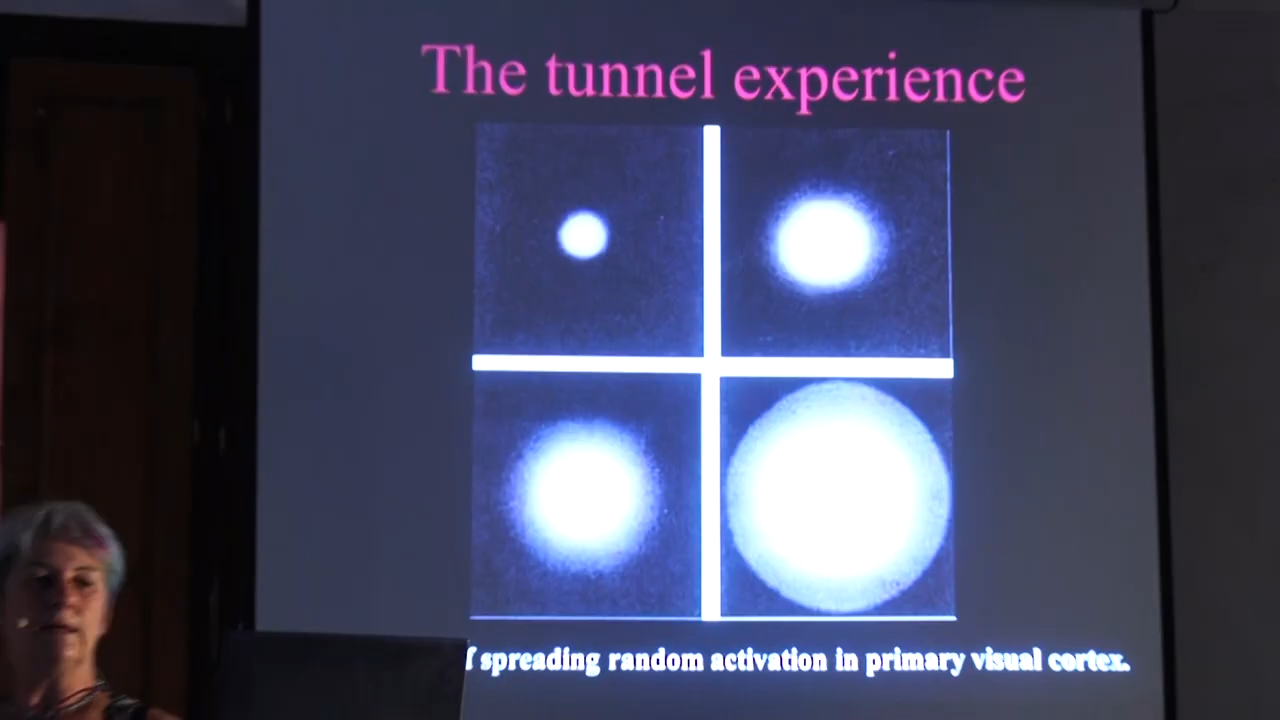 The tunnel experience
f spreading random activation in primary visual cortex.